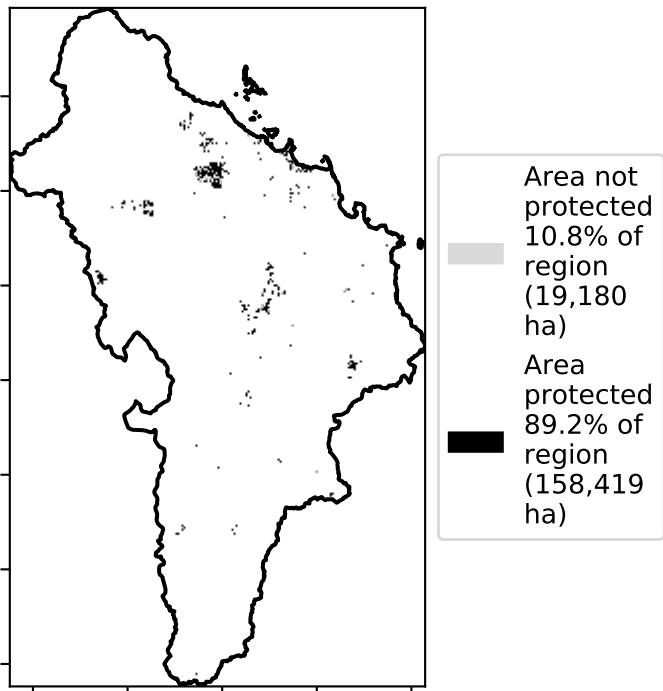 Area not
protected
10.8% of
region
(19,180
ha)
Area
protected
89.2% of
region
(158,419
ha)